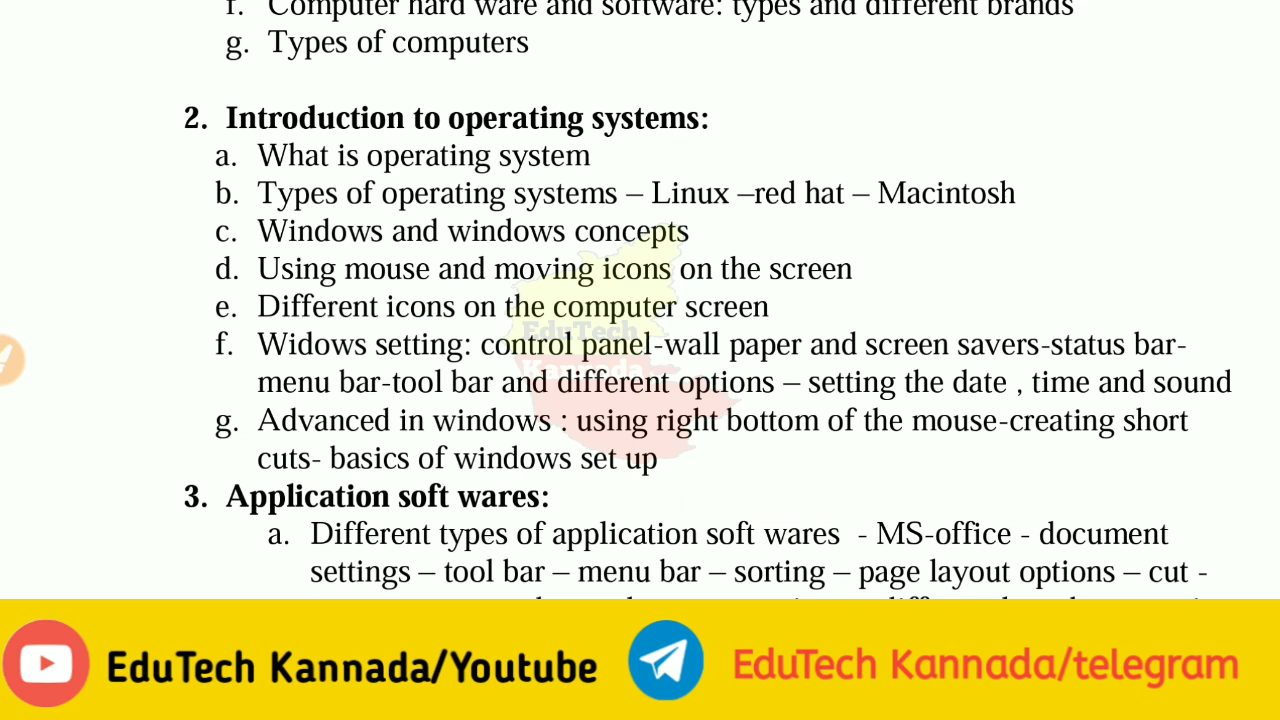 f. Computer hard ware and software: types and different brands
g. Types of computers
2. Introduction to operating systems:
a. What is operating system
b. Types of operating systems – Linux –red hat – Macintosh
c. Windows and windows concepts
d. Using mouse and moving icons on the screen
e. Different icons on the computer screen
f. Widows setting: control panel-wall paper and screen savers-status bar-
menu bar-tool bar and different options – setting the date , time and sound
g. Advanced in windows : using right bottom of the mouse-creating short
cuts- basics of windows set up
3. Application soft wares:
a. Different types of application soft wares - MS-office - document
settings – tool bar – menu bar – sorting – page layout options – cut -
EduTech
Kannada
EduTech Kannada/Youtube
EduTech Kannada/telegram